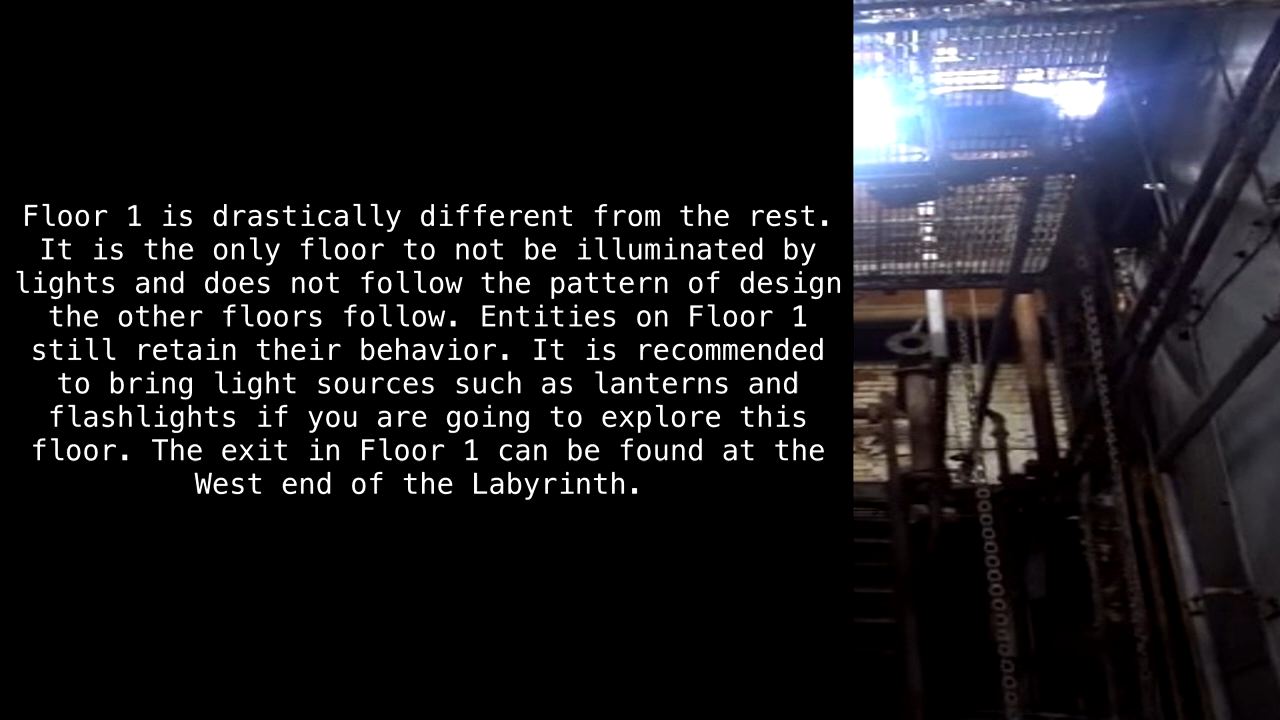 Floor 1 is drastically different from the rest.
It is the only floor to not be illuminated by
lights and does not follow the pattern of design
the other floors follow. Entities on Floor 1
still retain their behavior. It is recommended
to bring light sources such as lanterns and
flashlights if you are going to explore this
floor. The exit in Floor 1 can be found at the
West end of the Labyrinth.